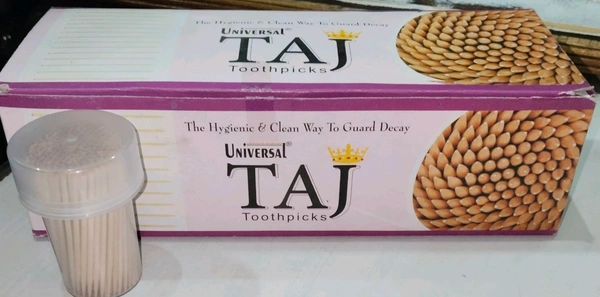 The Hygienic & Clean Way To Guard Decay
UNIVERSAL
TAJ
Toothpicks
The Hygienic & Clean Way To Guard Decay
UNIVERSAL
TAJ
Toothpicks